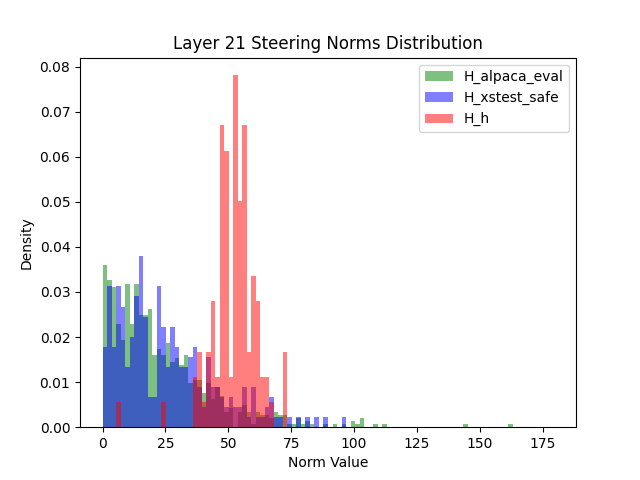 Layer 21 Steering Norms Distribution
H_alpaca_eval
H_xstest_safe
H_h
Density
0.08
0.07
0.06
0.05
0.04
0.03
0.02
0.01
0.00
0
25
50
75
100
125
150
175
Norm Value